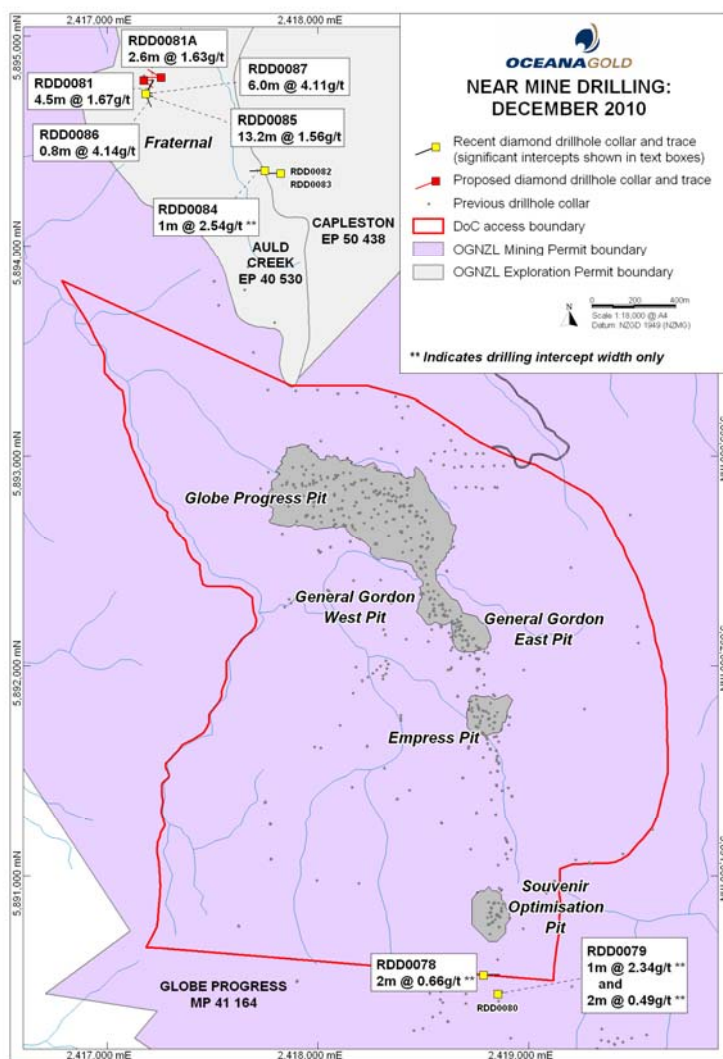 2,417,000 mE
2,418,000 mE
5,895,000 mN
RDD0081A
2.6m @ 1.63g/t
RDD0081
4.5m @ 1.67g/t
RDD0087
6.0m @ 4.11g/t
RDD0085
13.2m @ 1.56g/t
RDD0086
0.8m @ 4.14g/t
Fraternal
RDD0082
RDD0083
RDD0084
1m @ 2.54g/t **
CAPLESTON
EP 50 438
AULD
CREEK
EP 40 530
OCEANAGOLD
NEAR MINE DRILLING:
DECEMBER 2010
Recent diamond drillhole collar and trace
(significant intercepts shown in text boxes)
Proposed diamond drillhole collar and trace
Previous drillhole collar
DoC access boundary
OGNZL Mining Permit boundary
OGNZL Exploration Permit boundary
N
0 200 400m
Scale 1:18,000 @ A4
Datum: NZGD 1949 (NZMG)
** Indicates drilling intercept width only
5,894,000 mN
5,893,000 mN
Globe Progress Pit
General Gordon
West Pit
General Gordon
East Pit
5,892,000 mN
Empress Pit
5,891,000 mN
Souvenir
Optimisation
Pit
RDD0078
2m @ 0.66g/t **
RDD0079
1m @ 2.34g/t **
and
2m @ 0.49g/t **
RDD0080
GLOBE PROGRESS
MP 41 164
2,417,000 mE
2,418,000 mE
2,419,000 mE